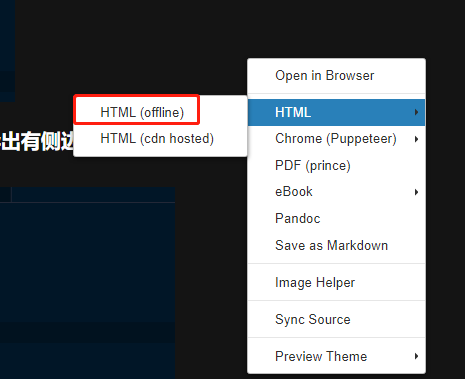 Open in Browser
HTML
HTML (offline)
HTML (cdn hosted)
出有侧边
Chrome (Puppeteer)
PDF (prince)
eBook
Pandoc
Save as Markdown
Image Helper
Sync Source
Preview Theme